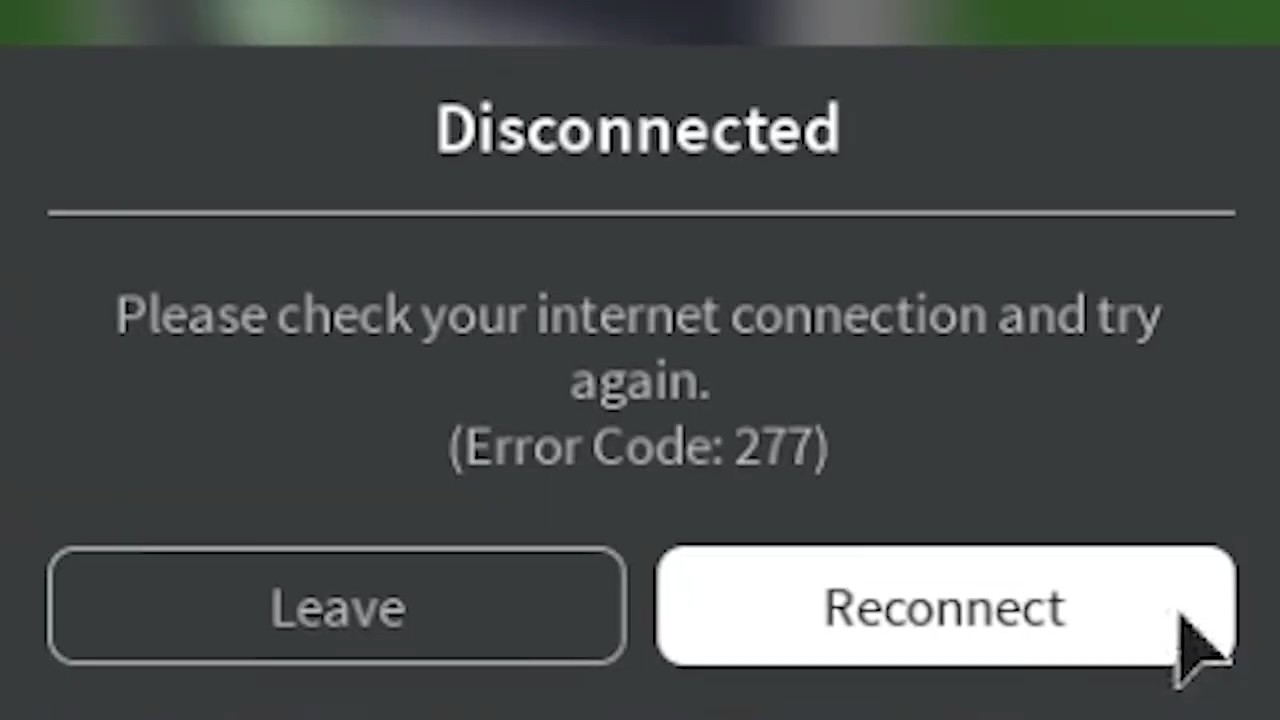 Disconnected
Please check your internet connection and try
again.
(Error Code: 277)
Leave
Reconnect